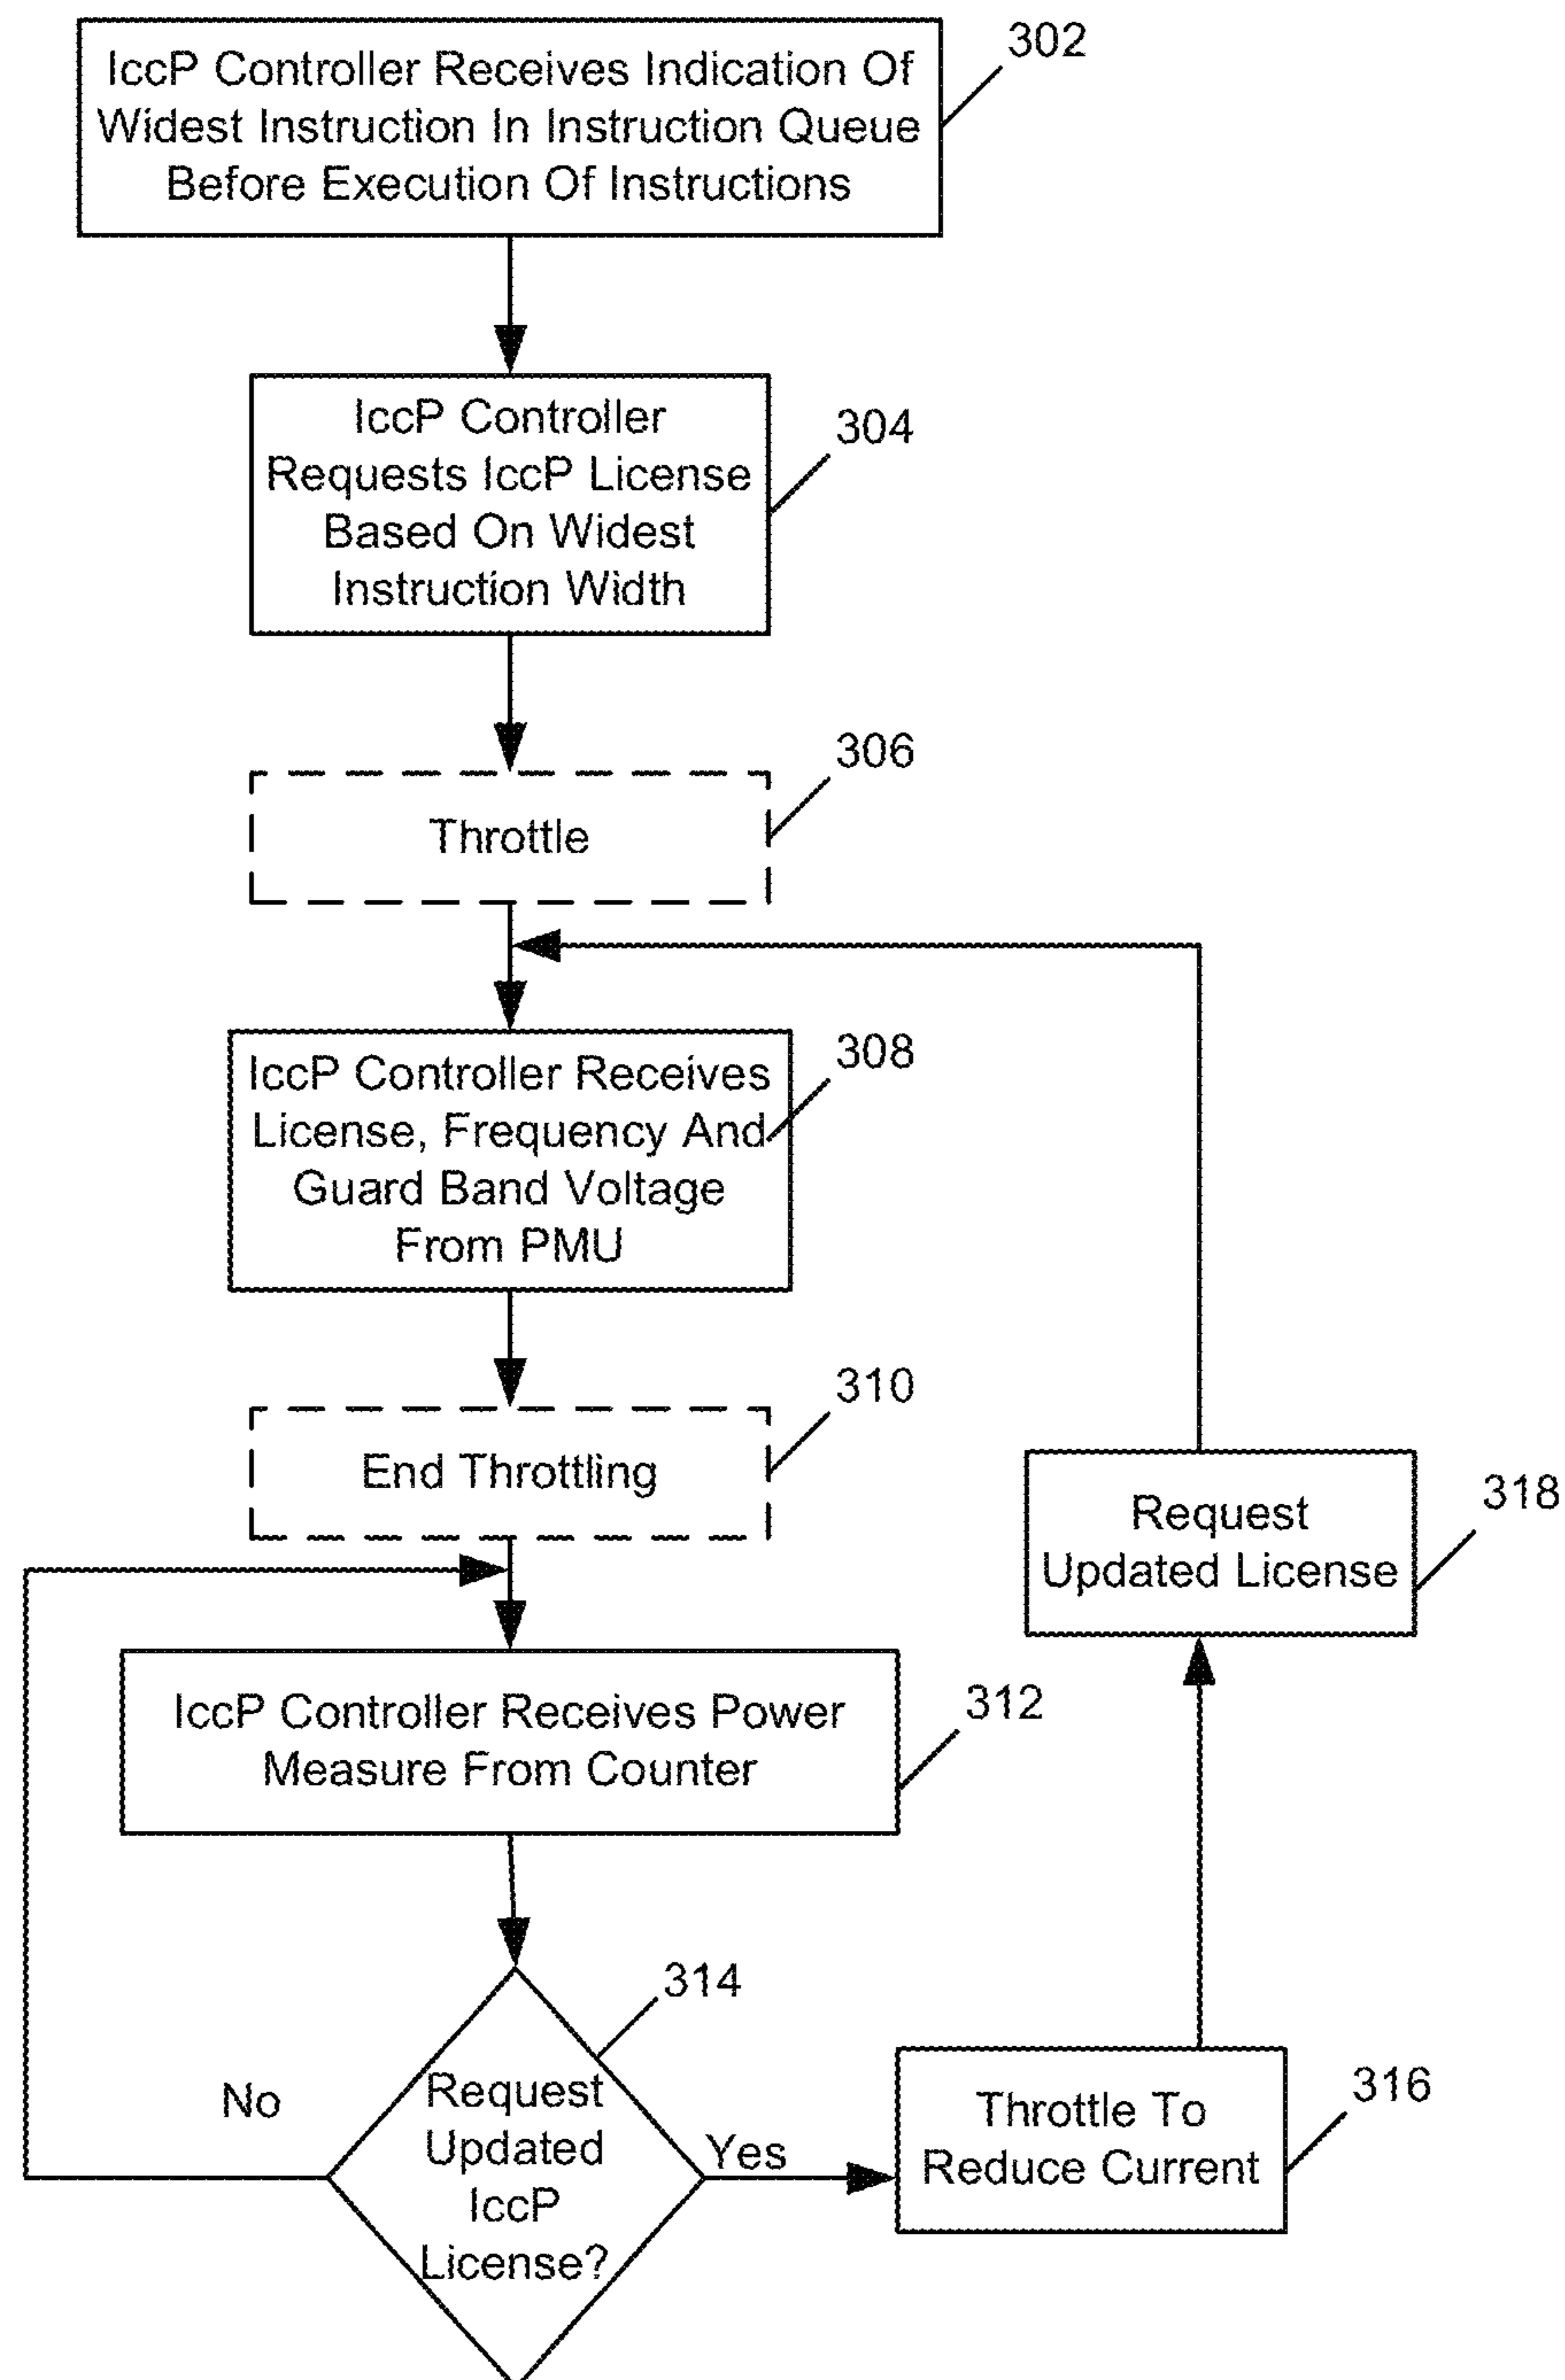 IccP Controller Receives Indication Of
Widest Instruction In Instruction Queue
Before Execution Of Instructions
302
IccP Controller
Requests IccP License
Based On Widest
Instruction Width
304
Throttle
306
IccP Controller Receives
License, Frequency And
Guard Band Voltage
From PMU
308
End Throttling
310
Request
Updated License
318
IccP Controller Receives Power
Measure From Counter
312
Request
Updated
IccP
License?
314
No
Yes
Throttle To
Reduce Current
316